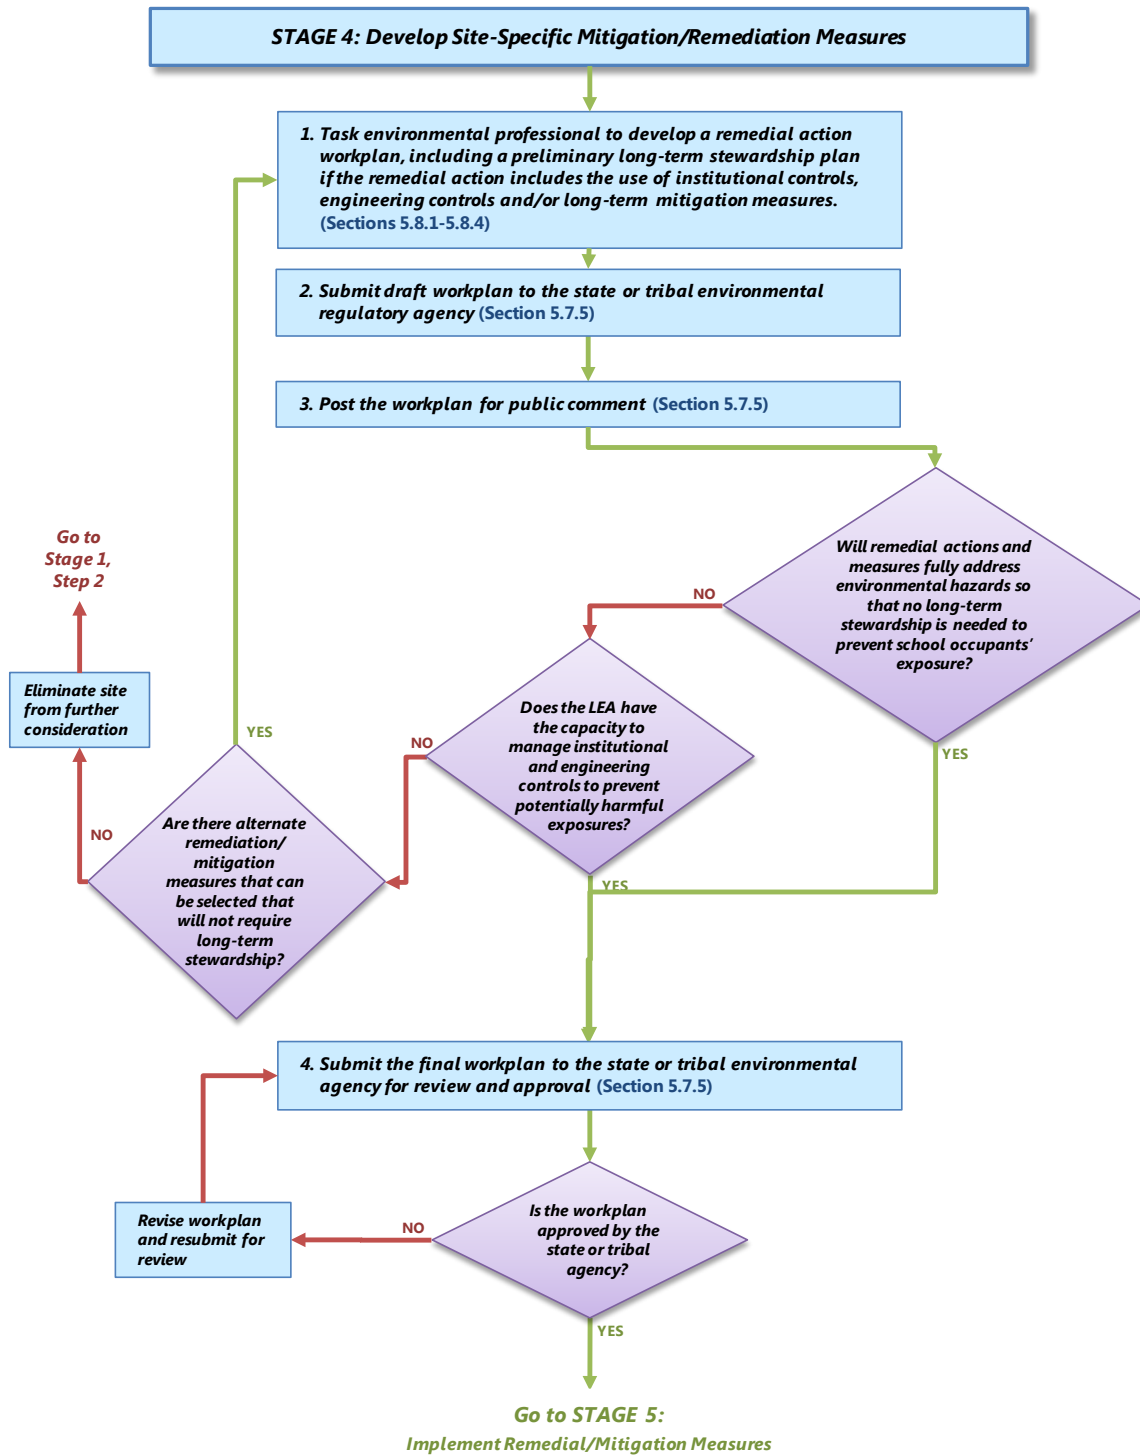 STAGE 4: Develop Site-Specific Mitigation/Remediation Measures
1. Task environmental professional to develop a remedial action
workplan, including a preliminary long-term stewardship plan
if the remedial action includes the use of institutional controls,
engineering controls and/or long-term mitigation measures.
(Sections 5.8.1-5.8.4)
2. Submit draft workplan to the state or tribal environmental
regulatory agency (Section 5.7.5)
3. Post the workplan for public comment (Section 5.7.5)
Will remedial actions and
measures fully address
environmental hazards so
that no long-term
stewardship is needed to
prevent school occupants'
exposure?
NO
YES
Does the LEA have
the capacity to
manage institutional
and engineering
controls to prevent
potentially harmful
exposures?
NO
YES
Are there alternate
remediation/
mitigation
measures that can
be selected that
will not require
long-term
stewardship?
YES
NO
Eliminate site
from further
consideration
Go to
Stage 1,
Step 2
4. Submit the final workplan to the state or tribal environmental
agency for review and approval (Section 5.7.5)
Is the workplan
approved by the
state or tribal
agency?
NO
Revise workplan
and resubmit for
review
YES
Go to STAGE 5:
Implement Remedial/Mitigation Measures